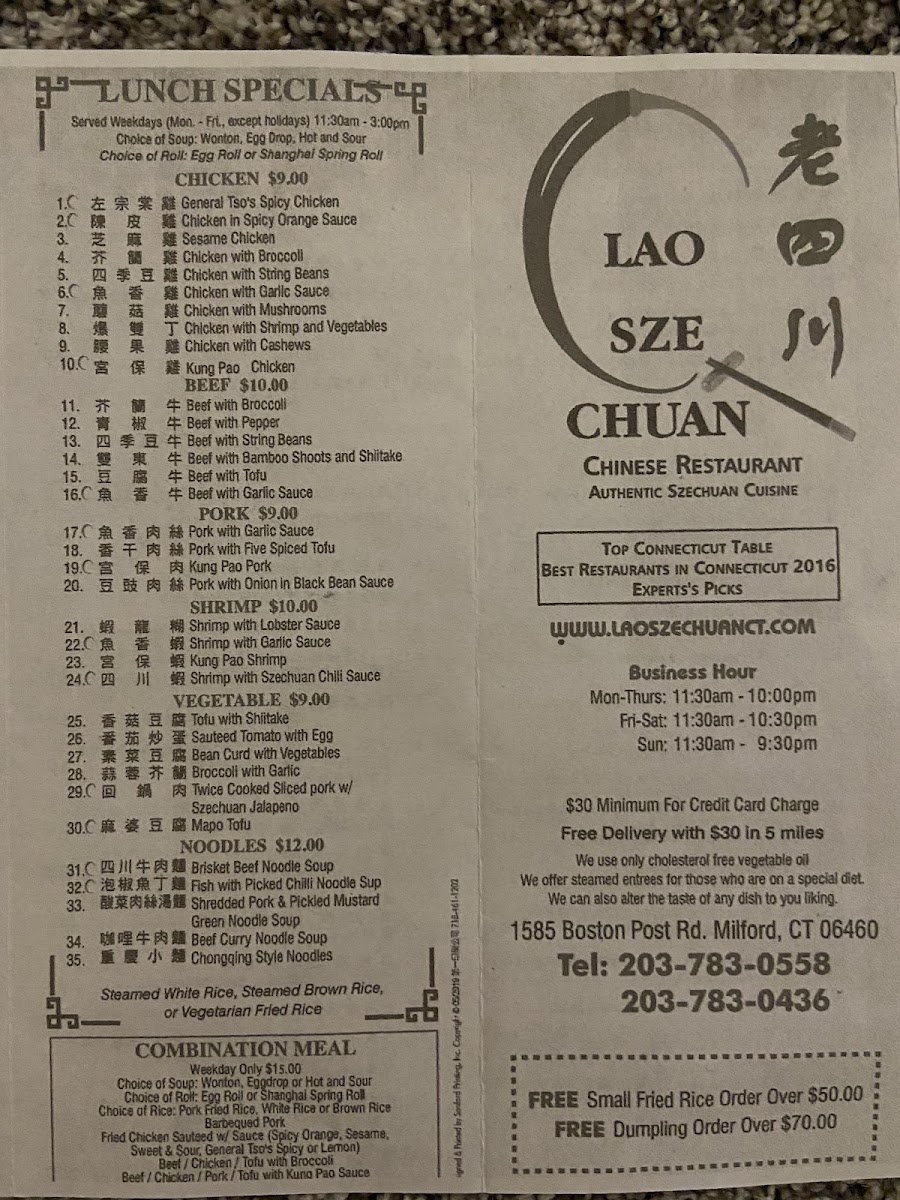 LUNCH SPECIALS
Served Weekdays (Mon. - Fri., except holidays) 11:30am - 3:00pm
Choice of Soup: Wonton, Egg Drop, Hot and Sour
Choice of Roll: Egg Roll or Shanghai Spring Roll
CHICKEN $9.00
1. 左宗棠雞 General Tso's Spicy Chicken
2. 陳皮雞 Chicken in Spicy Orange Sauce
3. 芝麻雞 Sesame Chicken
4. 芥蘭雞 Chicken with Broccoli
5. 四季豆雞 Chicken with String Beans
6. 魚香雞 Chicken with Garlic Sauce
7. 蘑菇雞 Chicken with Mushrooms
8. 爆雙丁 Chicken with Shrimp and Vegetables
9. 腰果雞 Chicken with Cashews
10. 宮保雞 Kung Pao Chicken
BEEF $10.00
11. 芥蘭牛 Beef with Broccoli
12. 青椒牛 Beef with Pepper
13. 四季豆牛 Beef with String Beans
14. 雙東牛 Beef with Bamboo Shoots and Shiitake
15. 豆腐牛 Beef with Tofu
16. 魚香牛 Beef with Garlic Sauce
PORK $9.00
17. 魚香肉絲 Pork with Garlic Sauce
18. 香干肉絲 Pork with Five Spiced Tofu
19. 宮保肉 Kung Pao Pork
20. 豆豉肉絲 Pork with Onion in Black Bean Sauce
SHRIMP $10.00
21. 蝦龍糊 Shrimp with Lobster Sauce
22. 魚香蝦 Shrimp with Garlic Sauce
23. 宮保蝦 Kung Pao Shrimp
24. 四川蝦 Shrimp with Szechuan Chili Sauce
VEGETABLE $9.00
25. 香菇豆腐 Tofu with Shiitake
26. 番茄炒蛋 Sauteed Tomato with Egg
27. 素菜豆腐 Bean Curd with Vegetables
28. 蒜蓉芥蘭 Broccoli with Garlic
29. 回鍋肉 Twice Cooked Sliced pork w/
Szechuan Jalapeno
30. 麻婆豆腐 Mapo Tofu
NOODLES $12.00
31. 四川牛肉麵 Brisket Beef Noodle Soup
32. 泡椒魚丁麵 Fish with Picked Chilli Noodle Sup
33. 酸菜肉絲湯麵 Shredded Pork & Pickled Mustard
Green Noodle Soup
34. 咖哩牛肉麵 Beef Curry Noodle Soup
35. 重慶小麵 Chongqing Style Noodles
Steamed White Rice, Steamed Brown Rice,
or Vegetarian Fried Rice
COMBINATION MEAL
Weekday Only $15.00
Choice of Soup: Wonton, Eggdrop or Hot and Sour
Choice of Roll: Egg Roll or Shanghai Spring Roll
Choice of Rice: Pork Fried Rice, White Rice or Brown Rice
Barbequed Pork
Fried Chicken Sauteed w/ Sauce (Spicy Orange, Sesame,
Sweet & Sour, General Tso's Spicy or Lemon)
Beef / Chicken / Tofu with Broccoli
Beef / Chicken / Pork / Tofu with Kung Pao Sauce
Printed by Sanford Printing, Inc. Copyright © 05/2019 第一印刷公司 718-461-1202
老四川
LAO
SZE
CHUAN
CHINESE RESTAURANT
AUTHENTIC SZECHUAN CUISINE
TOP CONNECTICUT TABLE
BEST RESTAURANTS IN CONNECTICUT 2016
EXPERTS'S PICKS
WWW.LAOSZECHUANCT.COM
Business Hour
Mon-Thurs: 11:30am - 10:00pm
Fri-Sat: 11:30am - 10:30pm
Sun: 11:30am - 9:30pm
$30 Minimum For Credit Card Charge
Free Delivery with $30 in 5 miles
We use only cholesterol free vegetable oil
We offer steamed entrees for those who are on a special diet.
We can also alter the taste of any dish to you liking.
1585 Boston Post Rd. Milford, CT 06460
Tel: 203-783-0558
203-783-0436
FREE Small Fried Rice Order Over $50.00
FREE Dumpling Order Over $70.00